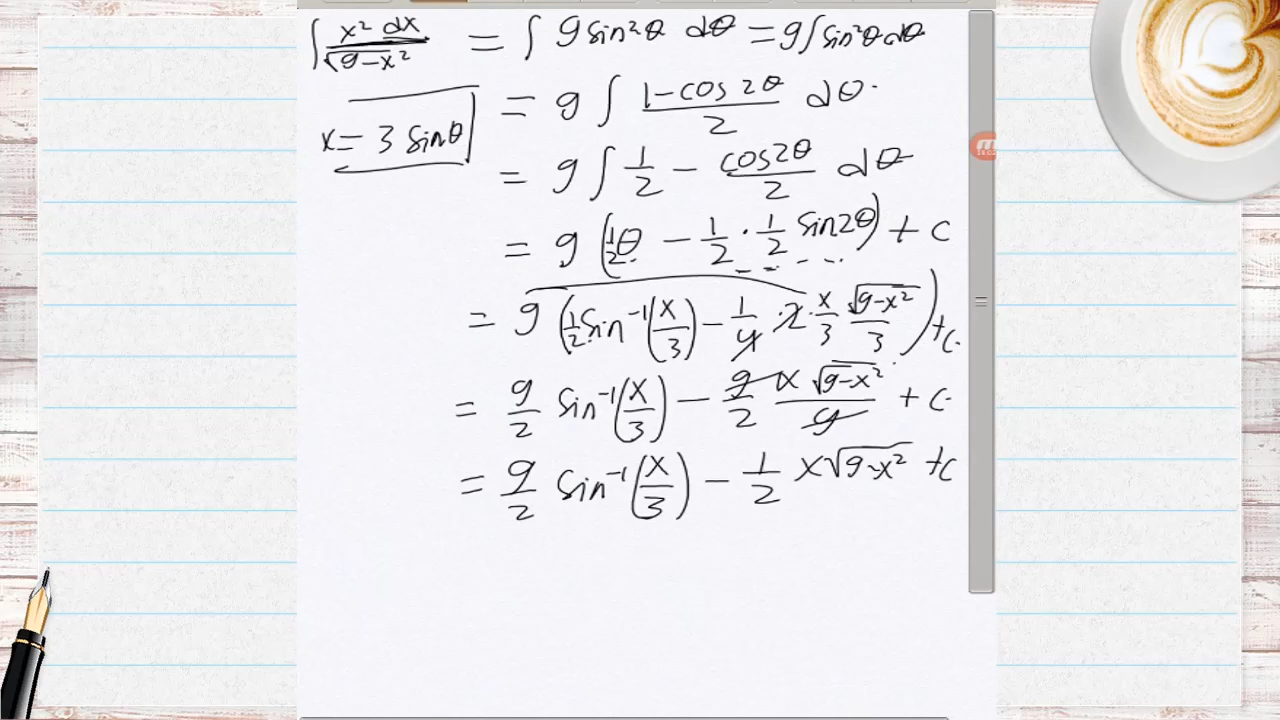 ∫ x² dx / √(9-x²) = ∫ 9 sin²θ dθ = 9 ∫ sin²θ dθ
x = 3 sinθ
= 9 ∫ (1-cos2θ)/2 dθ.
= 9 ∫ 1/2 - cos2θ/2 dθ
= 9 (1/2 θ - 1/2 · 1/2 sin2θ) + c
= 9 (1/2 sin⁻¹(x/3) - 1/4 · 2 · x/3 √(9-x²)/3) + c.
= 9/2 sin⁻¹(x/3) - 9/2 x √(9-x²)/9 + c.
= 9/2 sin⁻¹(x/3) - 1/2 x√(9-x²) + c